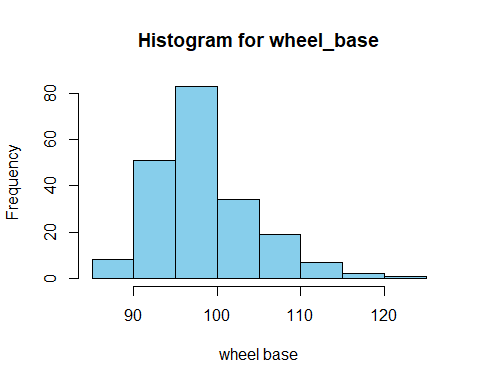 Histogram for wheel_base
Frequency
0 20 40 60 80
90 100 110 120
wheel base